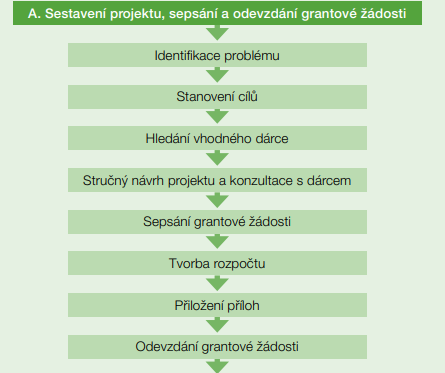 A. Sestavení projektu, sepsání a odevzdání grantové žádosti
Identifikace problému
Stanovení cílů
Hledání vhodného dárce
Stručný návrh projektu a konzultace s dárcem
Sepsání grantové žádosti
Tvorba rozpočtu
Přiložení příloh
Odevzdání grantové žádosti